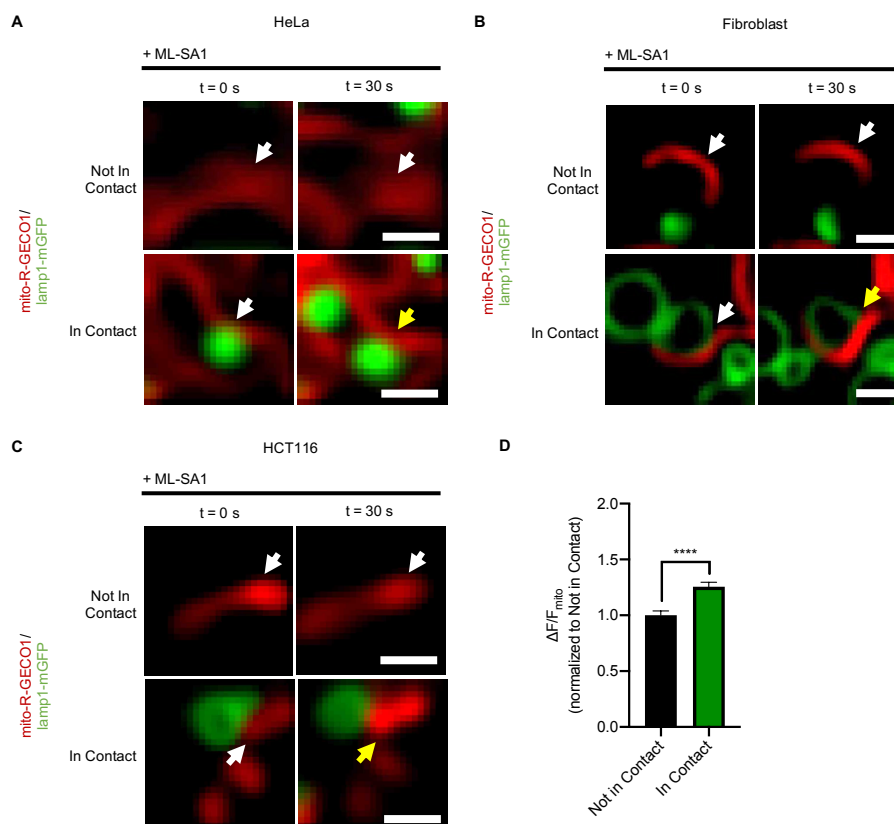 A
HeLa
+ ML-SA1
t = 0 s
t = 30 s
Not In
Contact
In Contact
mito-R-GECO1/
lamp1-mGFP
B
Fibroblast
+ ML-SA1
t = 0 s
t = 30 s
Not In
Contact
In Contact
mito-R-GECO1/
lamp1-mGFP
C
HCT116
+ ML-SA1
t = 0 s
t = 30 s
Not In
Contact
In Contact
mito-R-GECO1/
lamp1-mGFP
D
ΔF/Fmito
(normalized to Not in Contact)
2.0
1.5
1.0
0.5
0.0
****
Not in Contact
In Contact